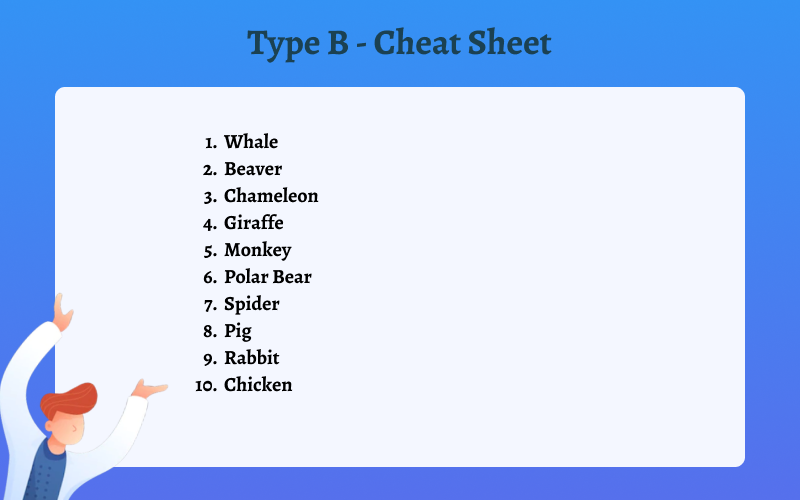 Type B - Cheat Sheet
1. Whale
2. Beaver
3. Chameleon
4. Giraffe
5. Monkey
6. Polar Bear
7. Spider
8. Pig
9. Rabbit
10. Chicken